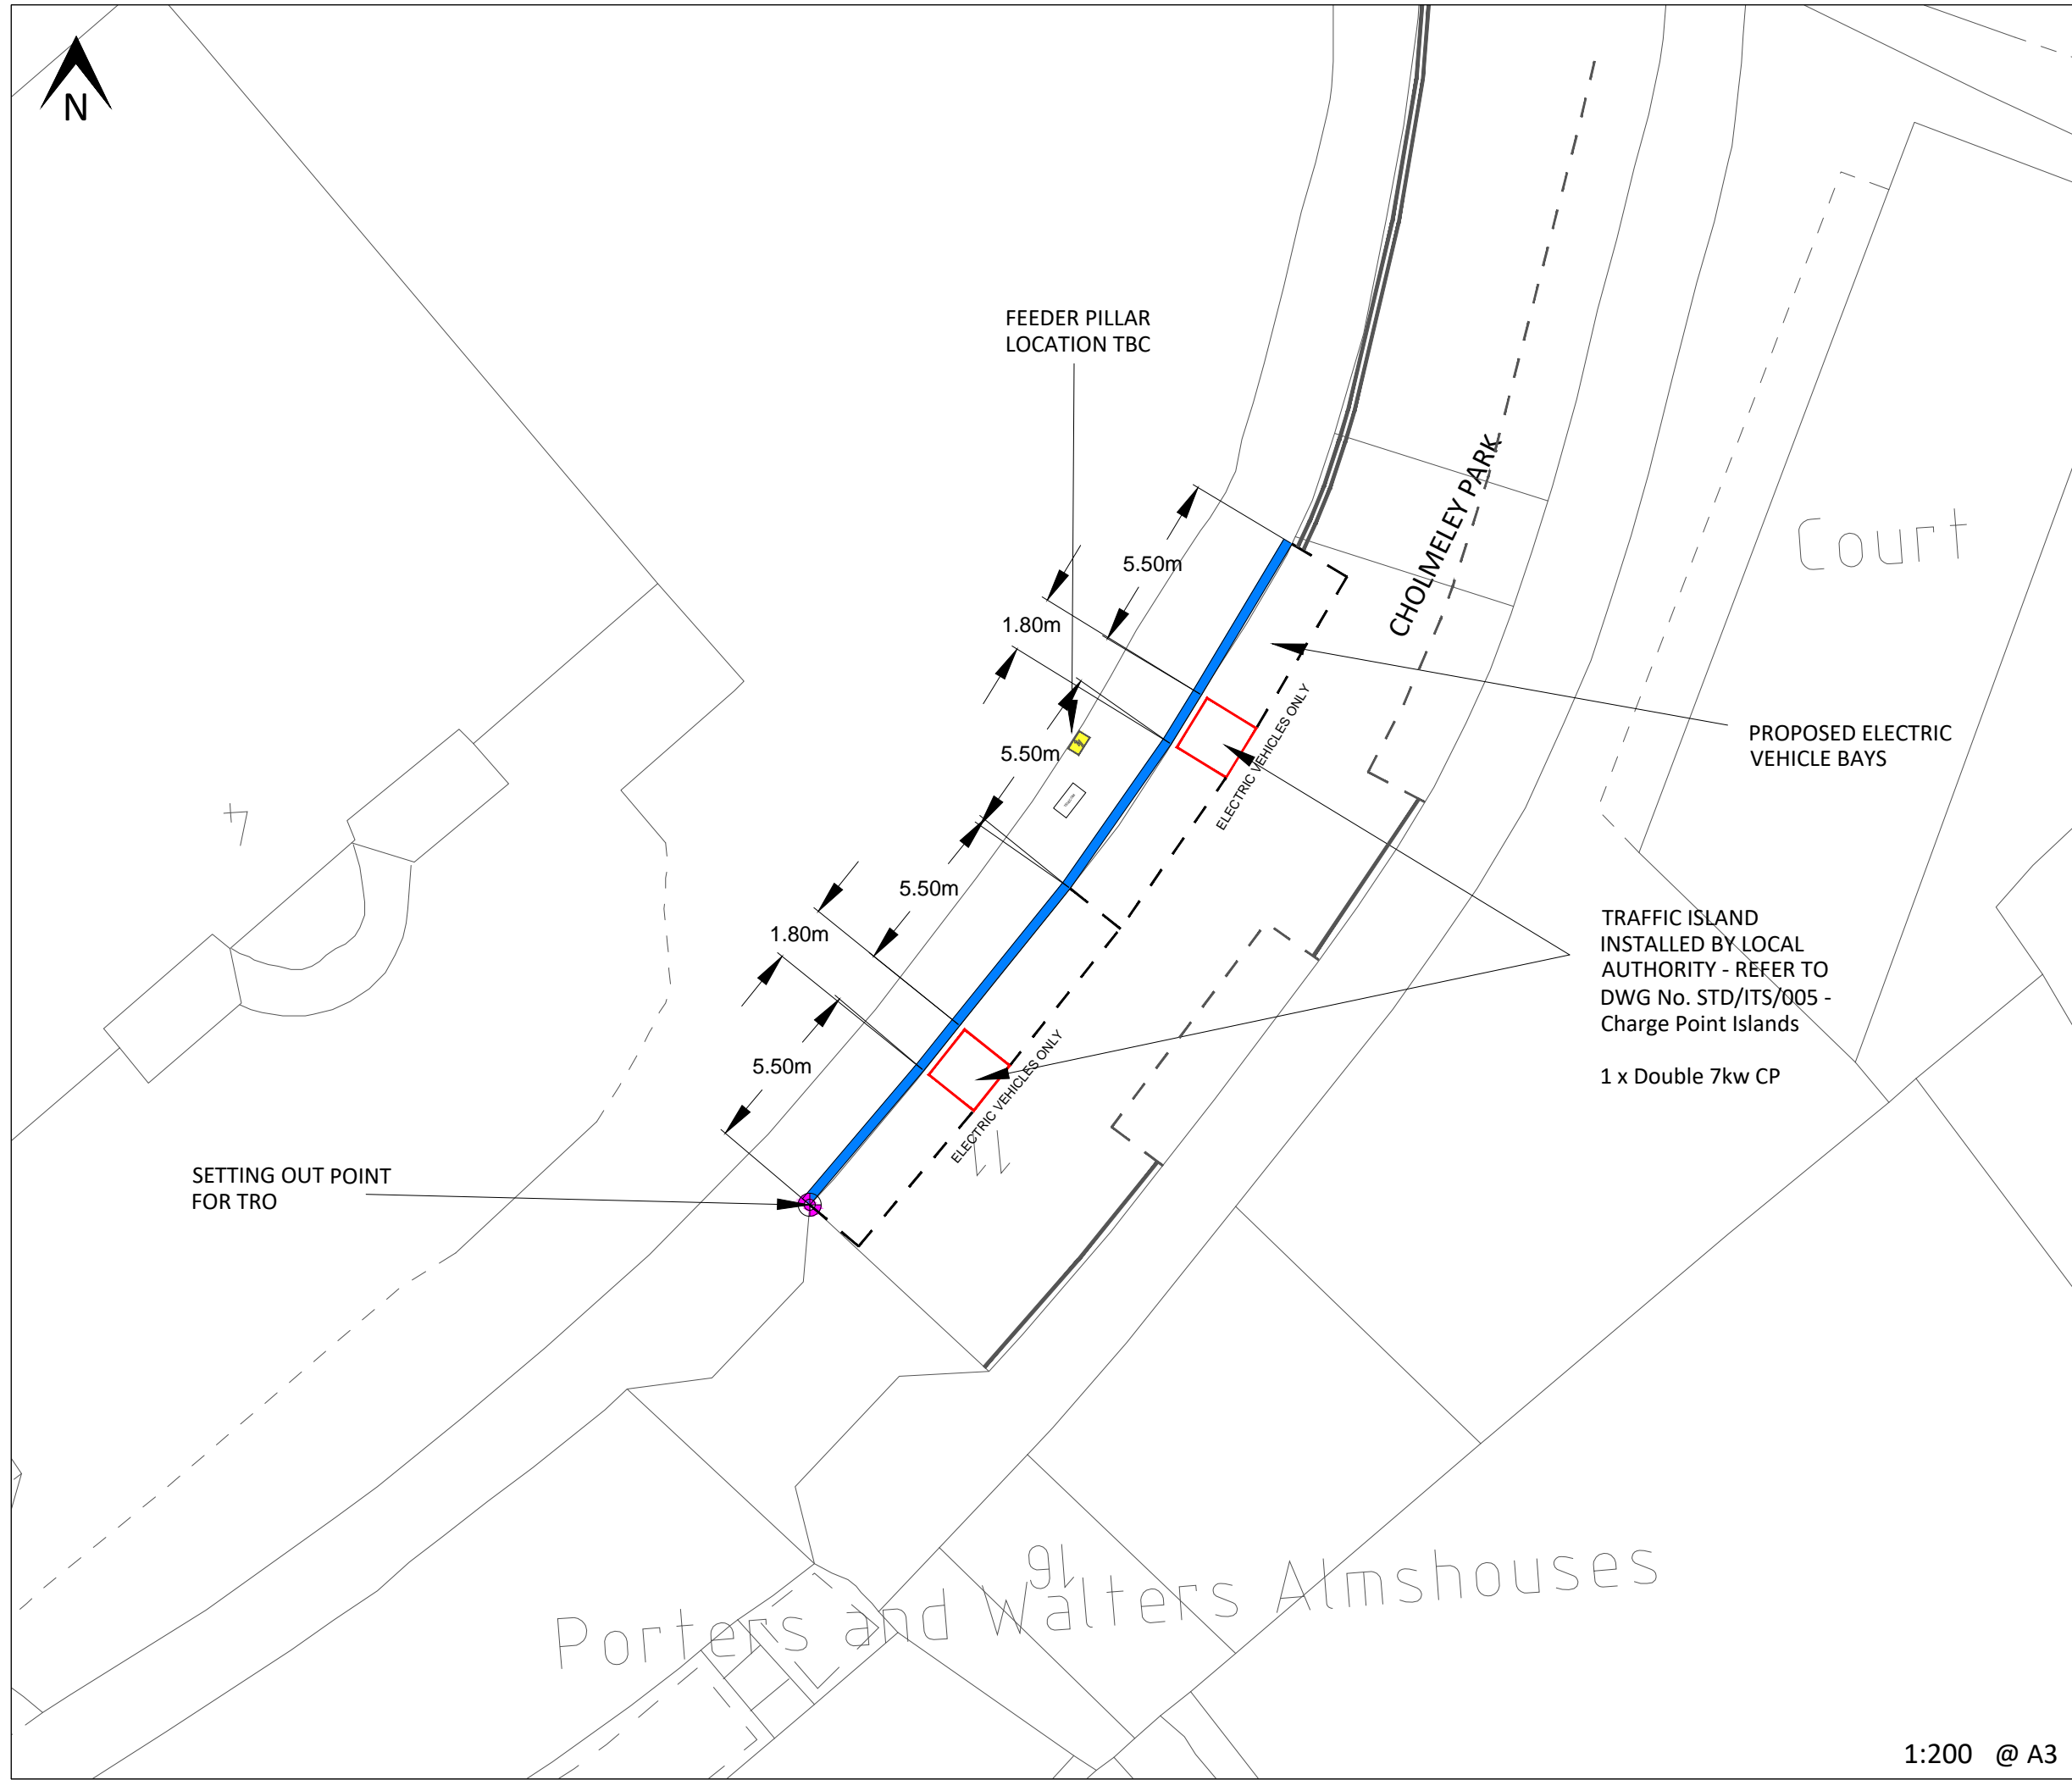 N
FEEDER PILLAR
LOCATION TBC
CHOLMELEY PARK
Court
5.50m
1.80m
5.50m
PROPOSED ELECTRIC
VEHICLE BAYS
ELECTRIC VEHICLES ONLY
4
5.50m
1.80m
TRAFFIC ISLAND
INSTALLED BY LOCAL
AUTHORITY - REFER TO
DWG No. STD/ITS/005 -
Charge Point Islands
1 x Double 7kw CP
5.50m
ELECTRIC VEHICLES ONLY
SETTING OUT POINT
FOR TRO
16
Porters and Walters Almshouses
1:200 @ A3